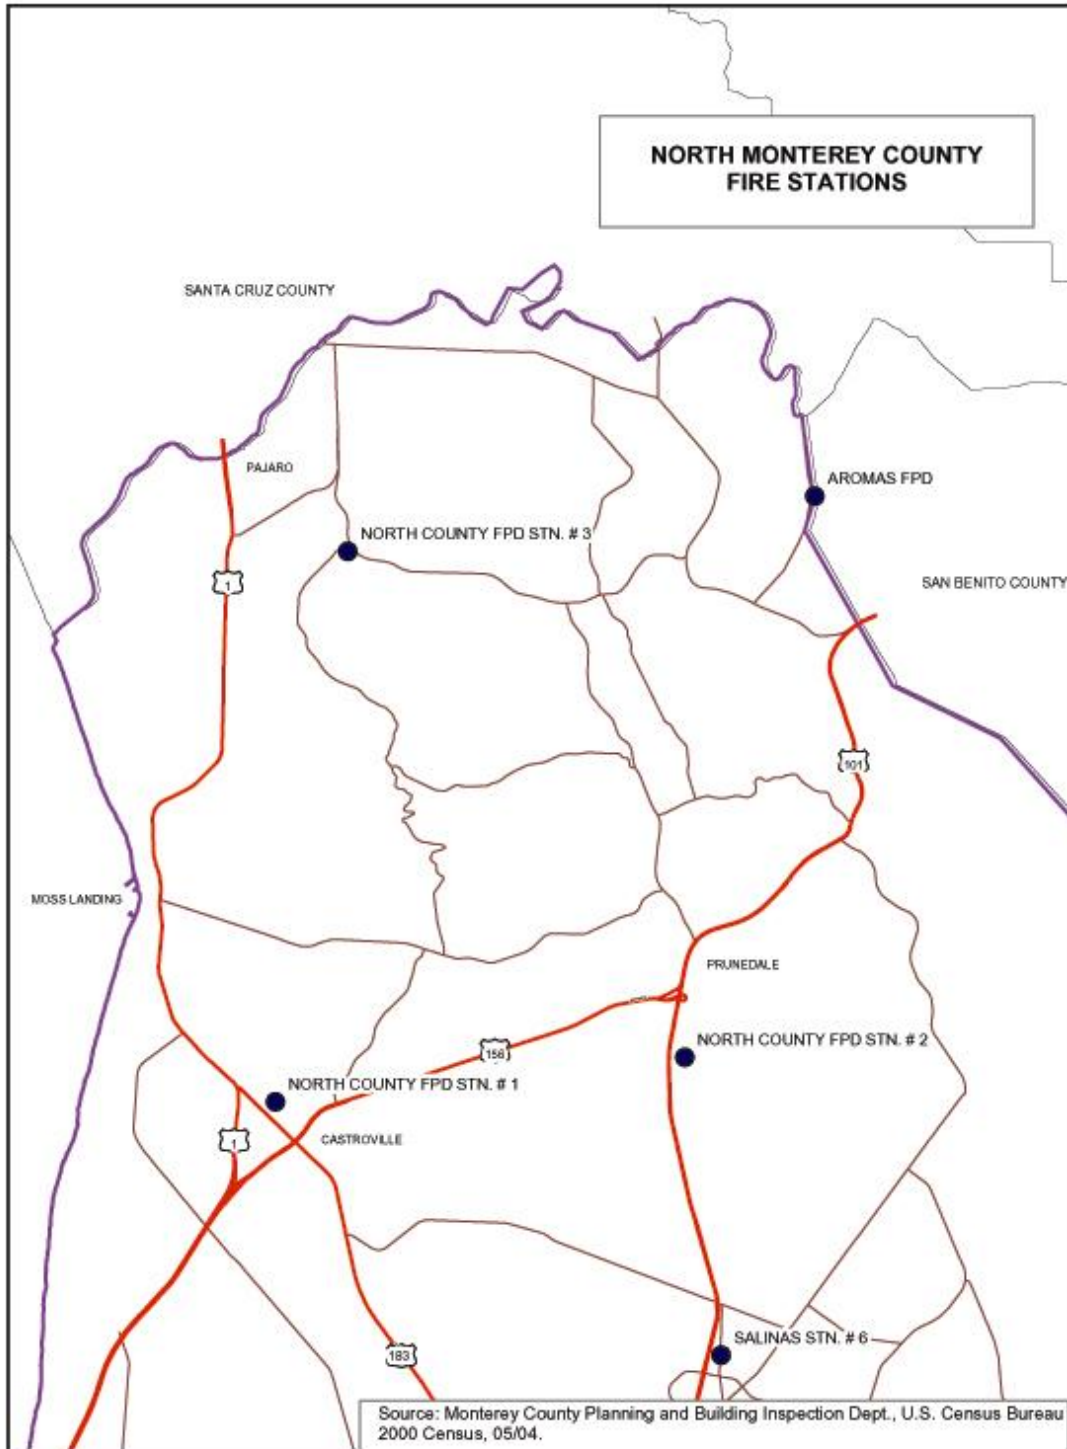 NORTH MONTEREY COUNTY
FIRE STATIONS
SANTA CRUZ COUNTY
PAJARO
AROMAS FPD
NORTH COUNTY FPD STN. # 3
1
SAN BENITO COUNTY
101
MOSS LANDING
PRUNEDALE
NORTH COUNTY FPD STN. # 2
156
NORTH COUNTY FPD STN. # 1
1
CASTROVILLE
SALINAS STN. # 6
183
Source: Monterey County Planning and Building Inspection Dept., U.S. Census Bureau
2000 Census, 05/04.